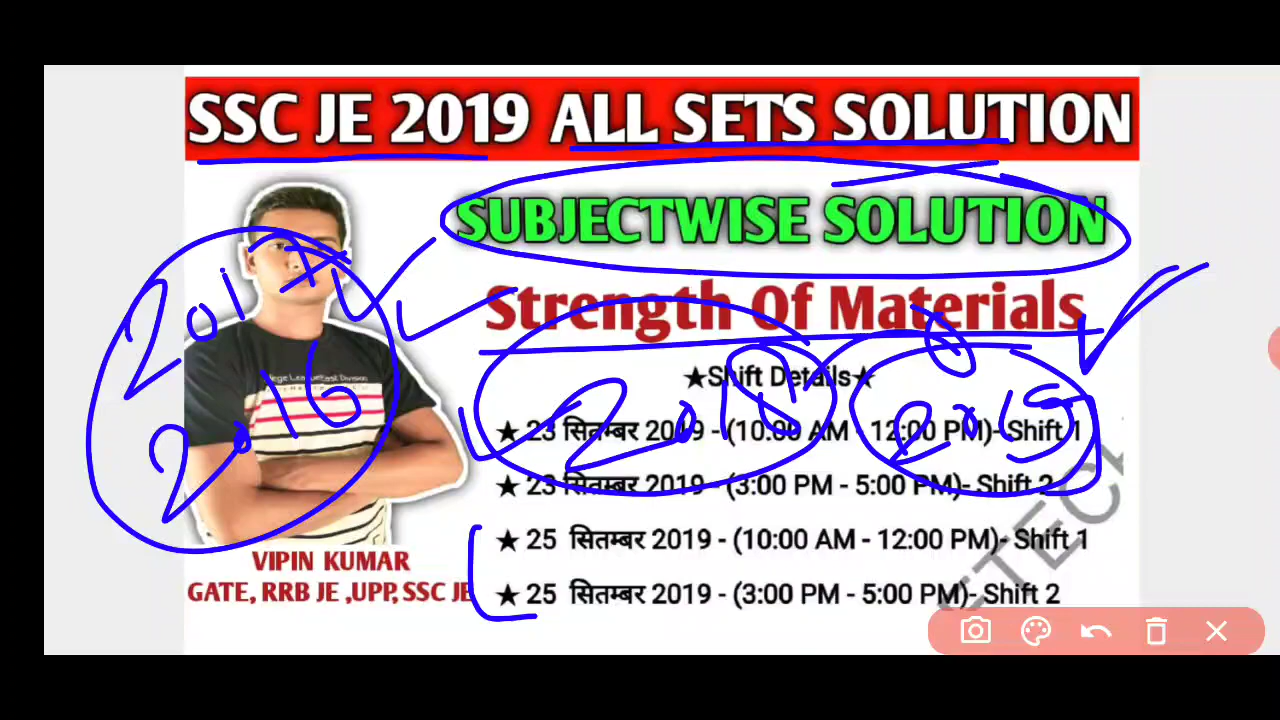 SSC JE 2019 ALL SETS SOLUTION
SUBJECTWISE SOLUTION
Strength Of Materials
★Shift Details★
★ 23 सितम्बर 2019 - (10:00 AM - 12:00 PM)- Shift 1
★ 23 सितम्बर 2019 - (3:00 PM - 5:00 PM)- Shift 2
★ 25 सितम्बर 2019 - (10:00 AM - 12:00 PM)- Shift 1
★ 25 सितम्बर 2019 - (3:00 PM - 5:00 PM)- Shift 2
2017
2016
2018
2019
VIPIN KUMAR
GATE, RRB JE ,UPP, SSC JE